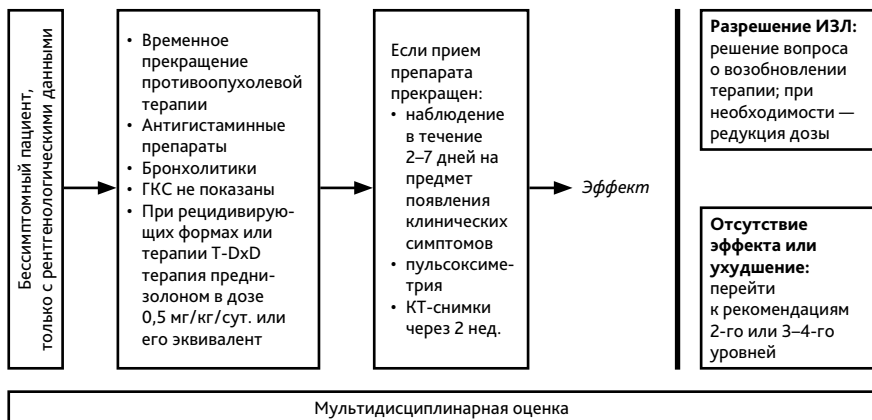 Бессимптомный пациент,
только с рентгенологическими данными
• Временное
прекращение
противоопухолевой
терапии
• Антигистаминные
препараты
• Бронхолитики
• ГКС не показаны
• При рецидивирую-
щих формах или
терапии T-DxD
терапия предни-
золоном в дозе
0,5 мг/кг/сут. или
его эквивалент
Если прием
препарата
прекращен:
• наблюдение
в течение
2–7 дней на
предмет
появления
клинических
симптомов
• пульсоксиме-
трия
• КТ-снимки
через 2 нед.
Эффект
Разрешение ИЗЛ:
решение вопроса
о возобновлении
терапии; при
необходимости —
редукция дозы
Отсутствие
эффекта или
ухудшение:
перейти
к рекомендациям
2-го или 3–4-го
уровней
Мультидисциплинарная оценка